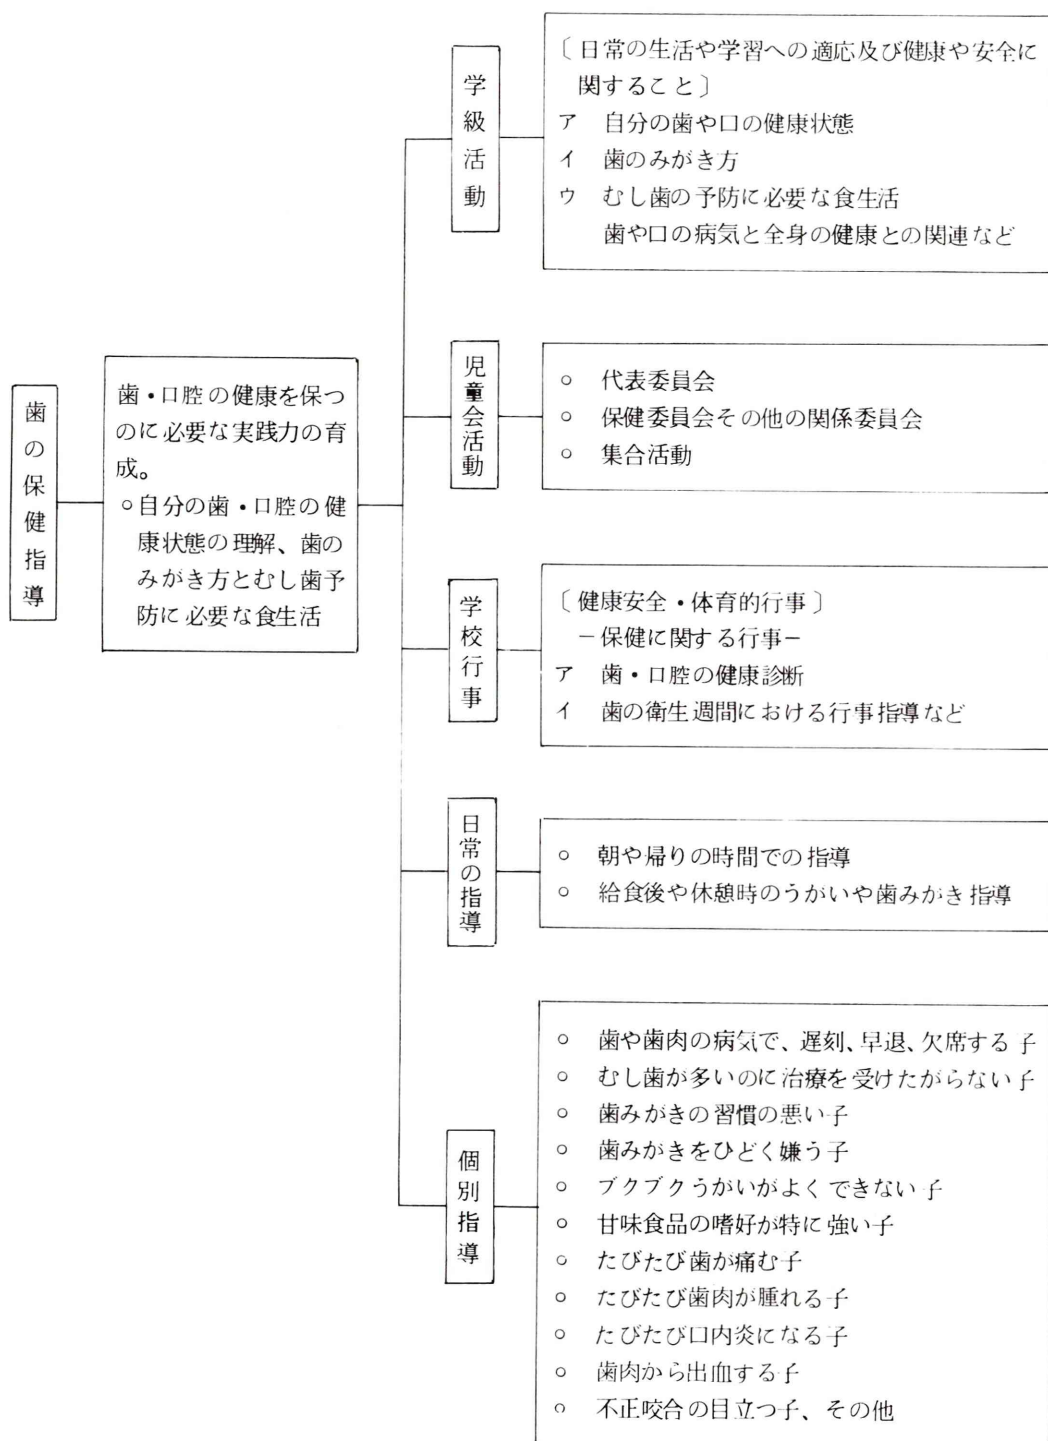 歯の保健指導
歯・口腔の健康を保つ
のに必要な実践力の育
成。
○自分の歯・口腔の健
康状態の理解、歯の
みがき方とむし歯予
防に必要な食生活
学級活動
〔日常の生活や学習への適応及び健康や安全に
関すること〕
ア 自分の歯や口の健康状態
イ 歯のみがき方
ウ むし歯の予防に必要な食生活
歯や口の病気と全身の健康との関連など
児童会活動
○ 代表委員会
○ 保健委員会その他の関係委員会
○ 集合活動
学校行事
〔健康安全・体育的行事〕
－保健に関する行事－
ア 歯・口腔の健康診断
イ 歯の衛生週間における行事指導など
日常の指導
○ 朝や帰りの時間での指導
○ 給食後や休憩時のうがいや歯みがき指導
個別指導
○ 歯や歯肉の病気で、遅刻、早退、欠席する子
○ むし歯が多いのに治療を受けたがらない子
○ 歯みがきの習慣の悪い子
○ 歯みがきをひどく嫌う子
○ ブクブクうがいがよくできない子
○ 甘味食品の嗜好が特に強い子
○ たびたび歯が痛む子
○ たびたび歯肉が腫れる子
○ たびたび口内炎になる子
○ 歯肉から出血する子
○ 不正咬合の目立つ子、その他